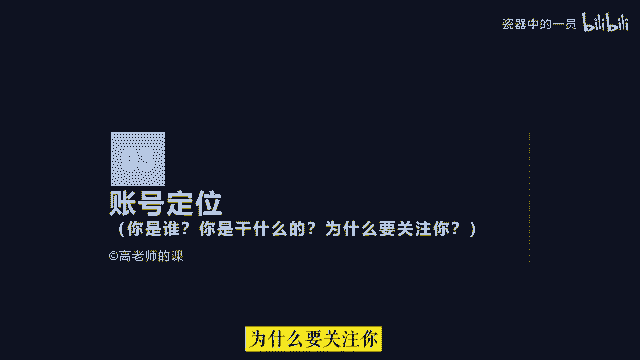 瓷器中的一员 bilibili
账号定位
（你是谁？你是干什么的？为什么要关注你？）
©高老师的课
为什么要关注你